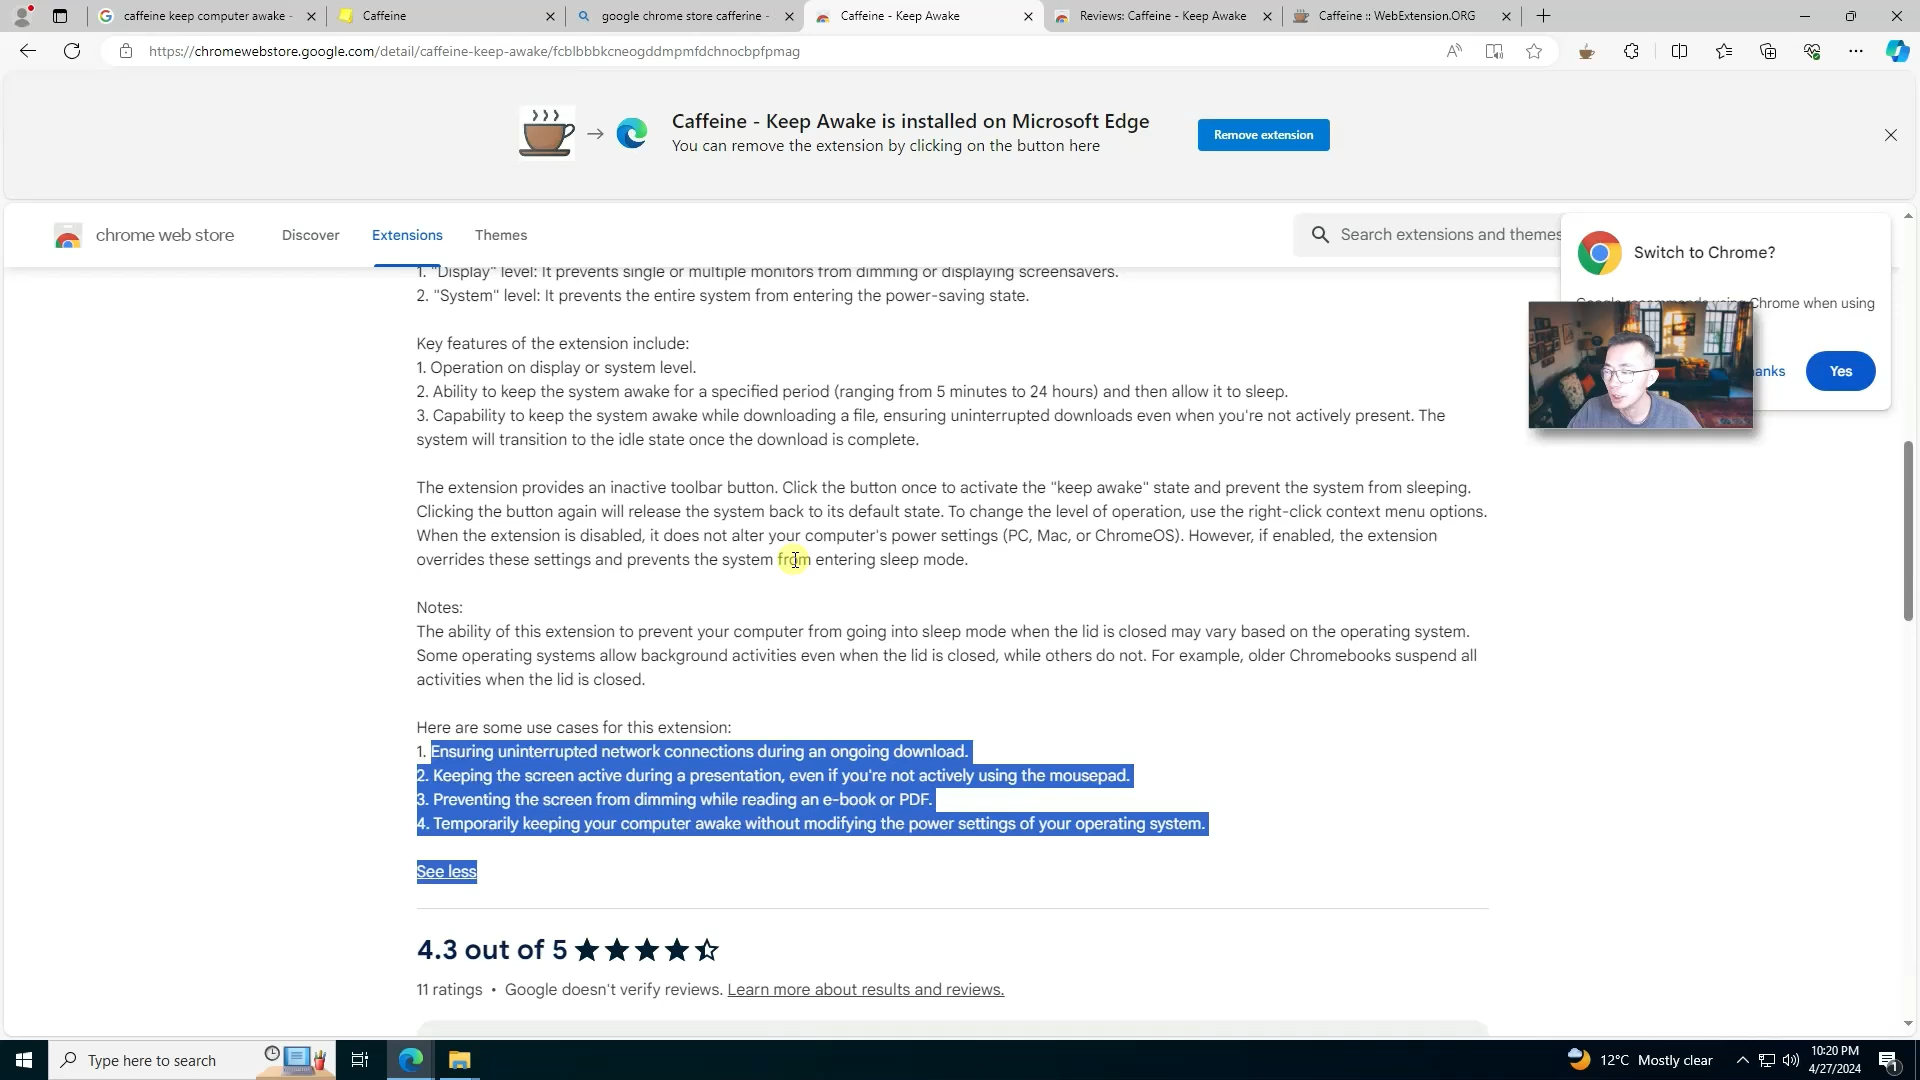 caffeine keep computer awake -
Caffeine
google chrome store cafferine -
Caffeine - Keep Awake
Reviews: Caffeine - Keep Awake
Caffeine :: WebExtension.ORG
https://chromewebstore.google.com/detail/caffeine-keep-awake/fcblbbbkcneogddmpmfdchnocbpfpmag
Caffeine - Keep Awake is installed on Microsoft Edge
You can remove the extension by clicking on the button here
Remove extension
chrome web store
Discover
Extensions
Themes
Search extensions and themes
Switch to Chrome?
Google recommends using Chrome when using
Yes
1. "Display" level: It prevents single or multiple monitors from dimming or displaying screensavers.
2. "System" level: It prevents the entire system from entering the power-saving state.
Key features of the extension include:
1. Operation on display or system level.
2. Ability to keep the system awake for a specified period (ranging from 5 minutes to 24 hours) and then allow it to sleep.
3. Capability to keep the system awake while downloading a file, ensuring uninterrupted downloads even when you're not actively present. The
system will transition to the idle state once the download is complete.
The extension provides an inactive toolbar button. Click the button once to activate the "keep awake" state and prevent the system from sleeping.
Clicking the button again will release the system back to its default state. To change the level of operation, use the right-click context menu options.
When the extension is disabled, it does not alter your computer's power settings (PC, Mac, or ChromeOS). However, if enabled, the extension
overrides these settings and prevents the system from entering sleep mode.
Notes:
The ability of this extension to prevent your computer from going into sleep mode when the lid is closed may vary based on the operating system.
Some operating systems allow background activities even when the lid is closed, while others do not. For example, older Chromebooks suspend all
activities when the lid is closed.
Here are some use cases for this extension:
1. Ensuring uninterrupted network connections during an ongoing download.
2. Keeping the screen active during a presentation, even if you're not actively using the mousepad.
3. Preventing the screen from dimming while reading an e-book or PDF.
4. Temporarily keeping your computer awake without modifying the power settings of your operating system.
See less
4.3 out of 5
11 ratings • Google doesn't verify reviews. Learn more about results and reviews.
Type here to search
12°C Mostly clear
10:20 PM
4/27/2024
1